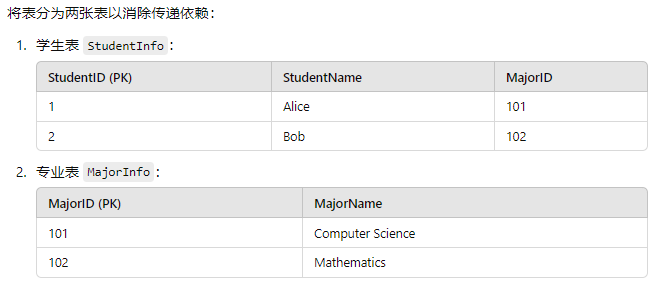 将表分为两张表以消除传递依赖：
1. 学生表 StudentInfo：
StudentID (PK) StudentName MajorID
1 Alice 101
2 Bob 102
2. 专业表 MajorInfo：
MajorID (PK) MajorName
101 Computer Science
102 Mathematics